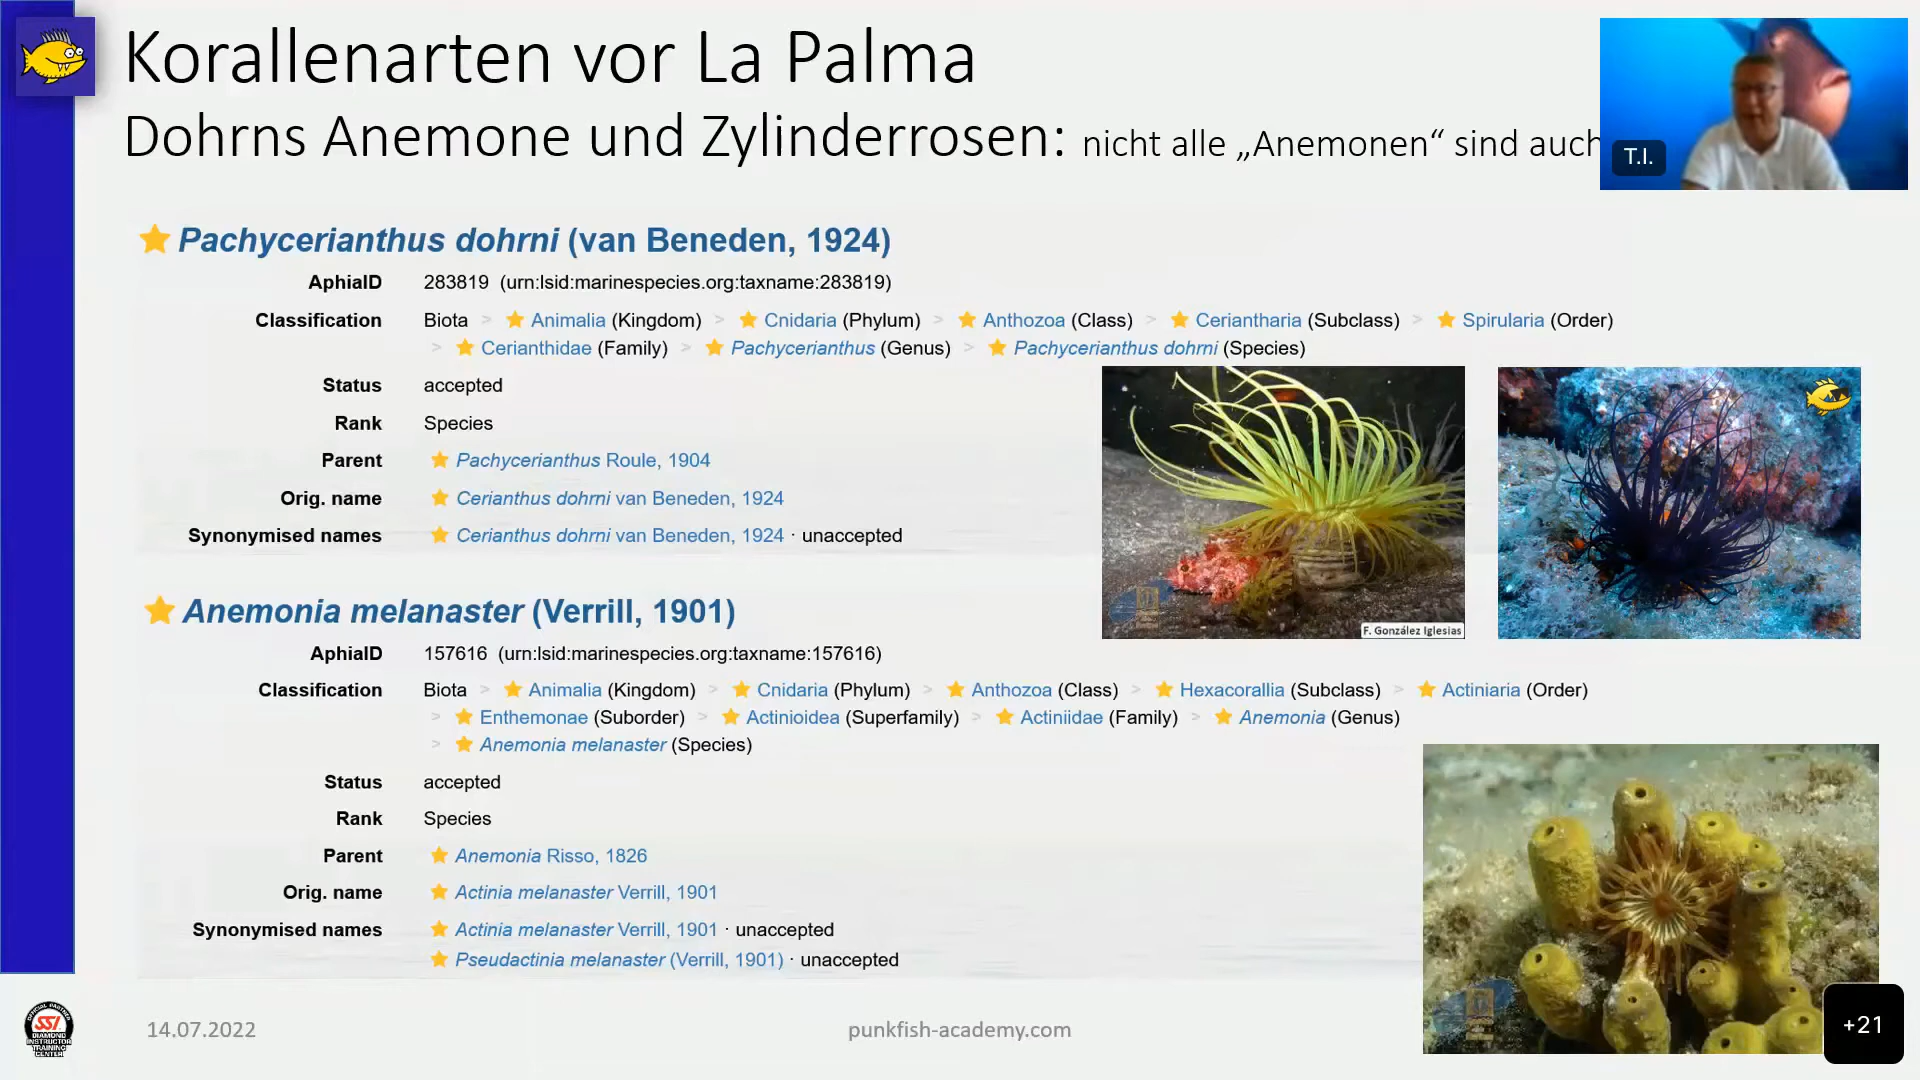 Korallenarten vor La Palma
Dohrns Anemone und Zylinderrosen: nicht alle „Anemonen“ sind auch
T.I.
Pachycerianthus dohrni (van Beneden, 1924)
AphiaID 283819 (urn:lsid:marinespecies.org:taxname:283819)
Classification Biota > Animalia (Kingdom) > Cnidaria (Phylum) > Anthozoa (Class) > Ceriantharia (Subclass) > Spirularia (Order)
> Cerianthidae (Family) > Pachycerianthus (Genus) > Pachycerianthus dohrni (Species)
Status accepted
Rank Species
Parent Pachycerianthus Roule, 1904
Orig. name Cerianthus dohrni van Beneden, 1924
Synonymised names Cerianthus dohrni van Beneden, 1924 · unaccepted
F. González Iglesias
Anemonia melanaster (Verrill, 1901)
AphiaID 157616 (urn:lsid:marinespecies.org:taxname:157616)
Classification Biota > Animalia (Kingdom) > Cnidaria (Phylum) > Anthozoa (Class) > Hexacorallia (Subclass) > Actiniaria (Order)
> Enthemonae (Suborder) > Actinioidea (Superfamily) > Actiniidae (Family) > Anemonia (Genus)
> Anemonia melanaster (Species)
Status accepted
Rank Species
Parent Anemonia Risso, 1826
Orig. name Actinia melanaster Verrill, 1901
Synonymised names Actinia melanaster Verrill, 1901 · unaccepted
Pseudactinia melanaster (Verrill, 1901) · unaccepted
SSI
DIAMOND
INSTRUCTOR
TRAINING
CENTER
14.07.2022
punkfish-academy.com
+21